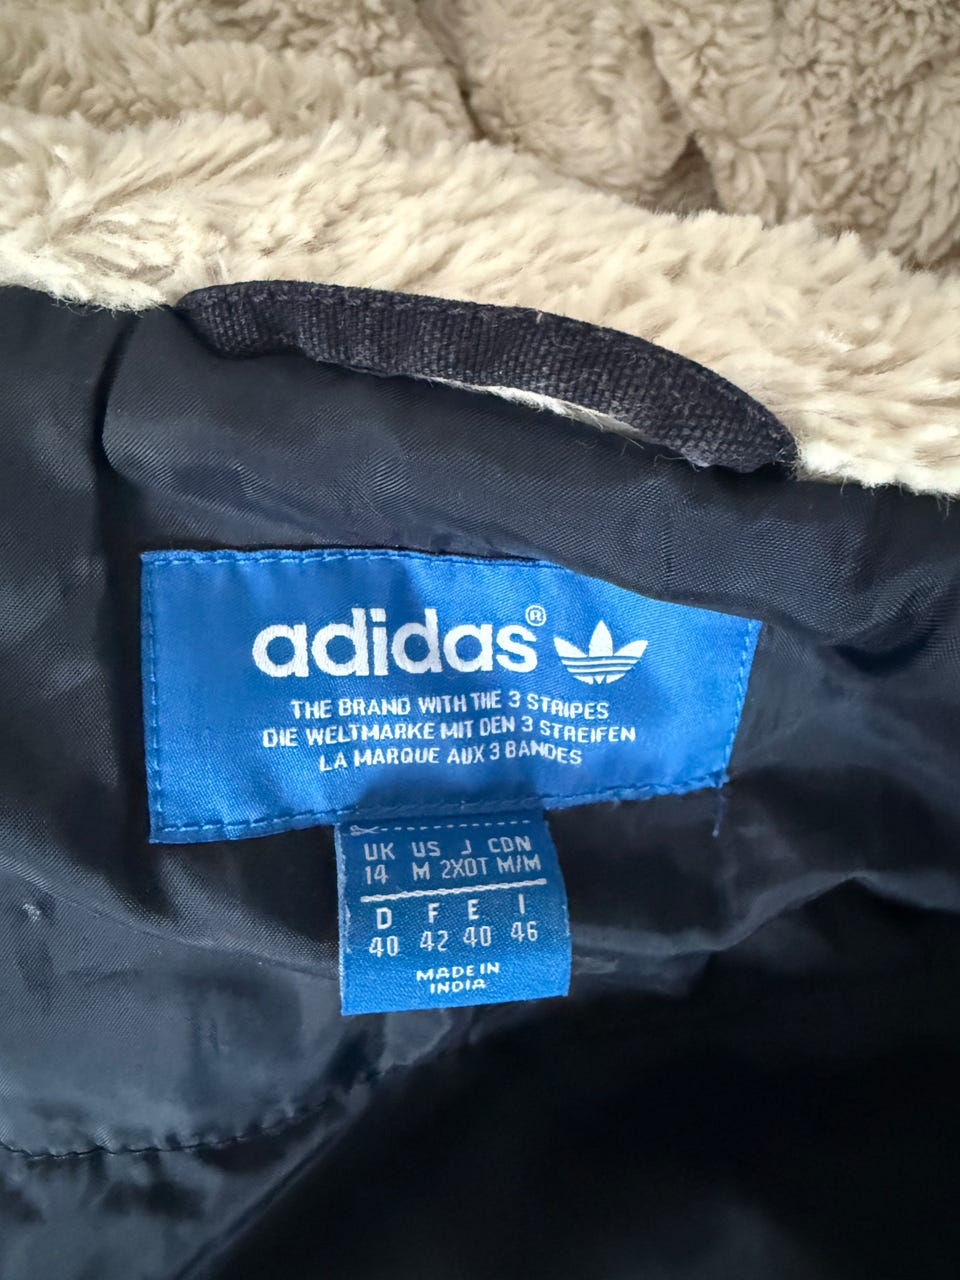 adidas®
THE BRAND WITH THE 3 STRIPES
DIE WELTMARKE MIT DEN 3 STREIFEN
LA MARQUE AUX 3 BANDES
UK US J CDN
14 M 2XOT M/M
D F E I
40 42 40 46
MADE IN
INDIA